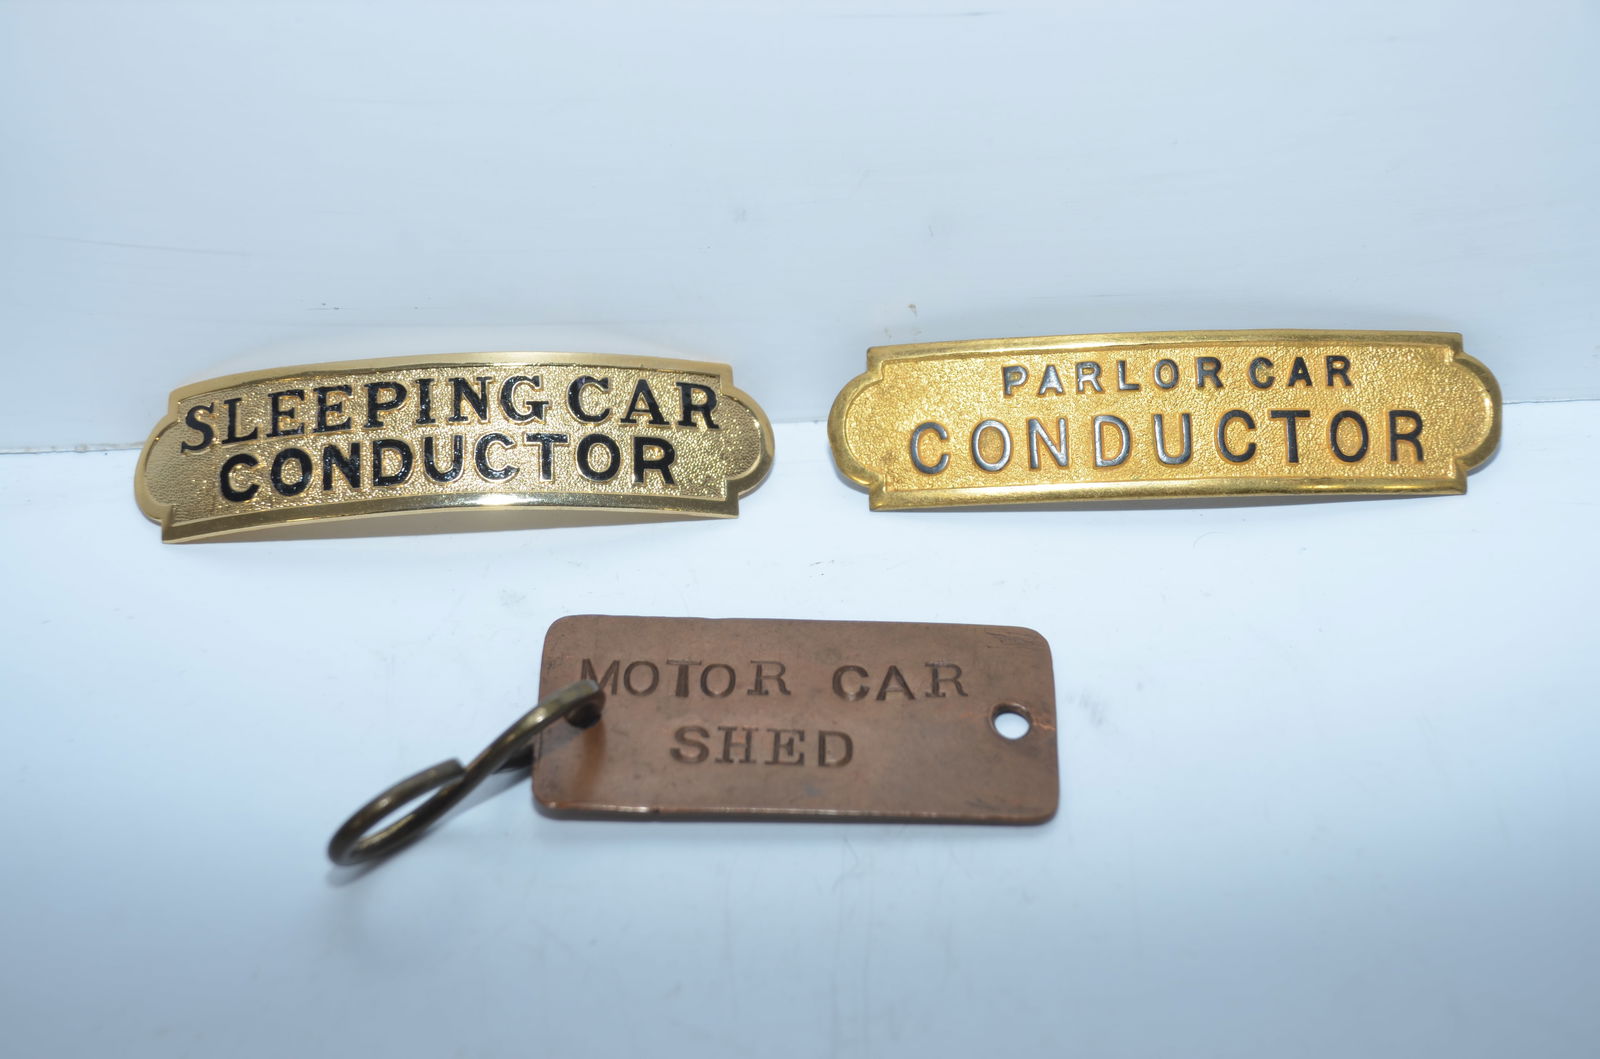 SLEEPING CAR
CONDUCTOR
PARLOR CAR
CONDUCTOR
MOTOR CAR
SHED